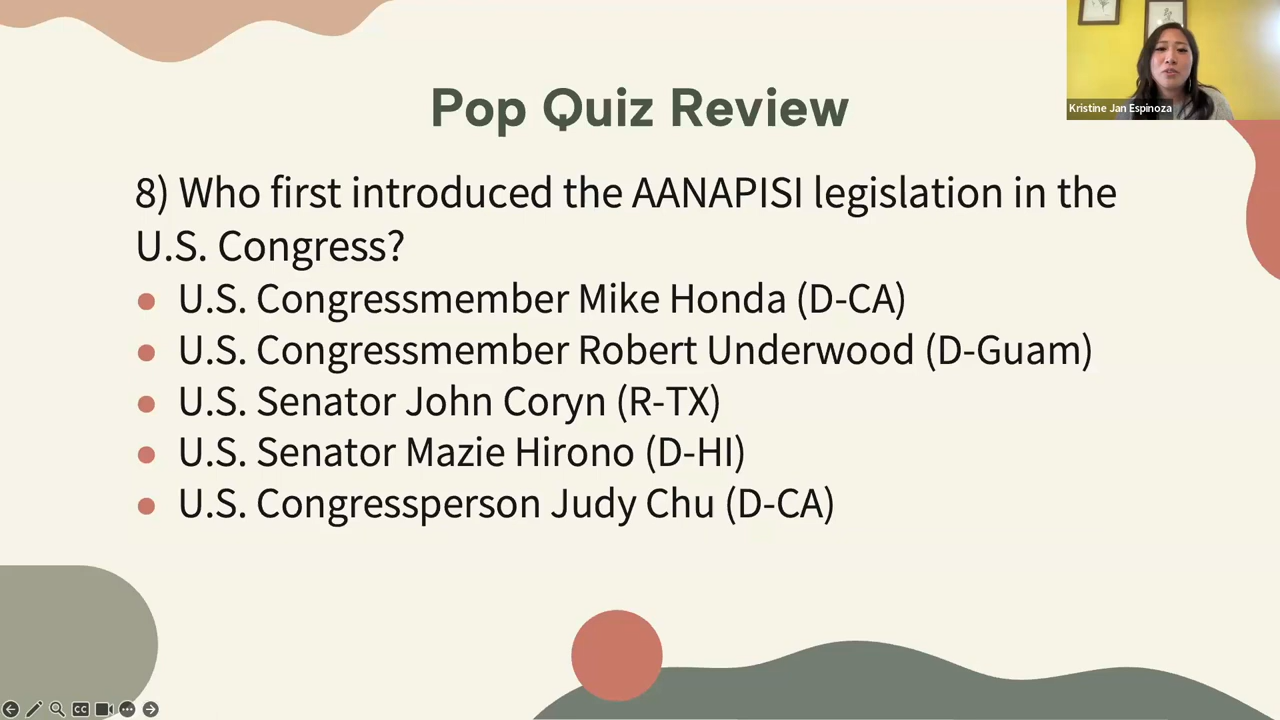 Pop Quiz Review
Kristine Jan Espinoza
8) Who first introduced the AANAPISI legislation in the
U.S. Congress?
● U.S. Congressmember Mike Honda (D-CA)
● U.S. Congressmember Robert Underwood (D-Guam)
● U.S. Senator John Coryn (R-TX)
● U.S. Senator Mazie Hirono (D-HI)
● U.S. Congressperson Judy Chu (D-CA)
CC